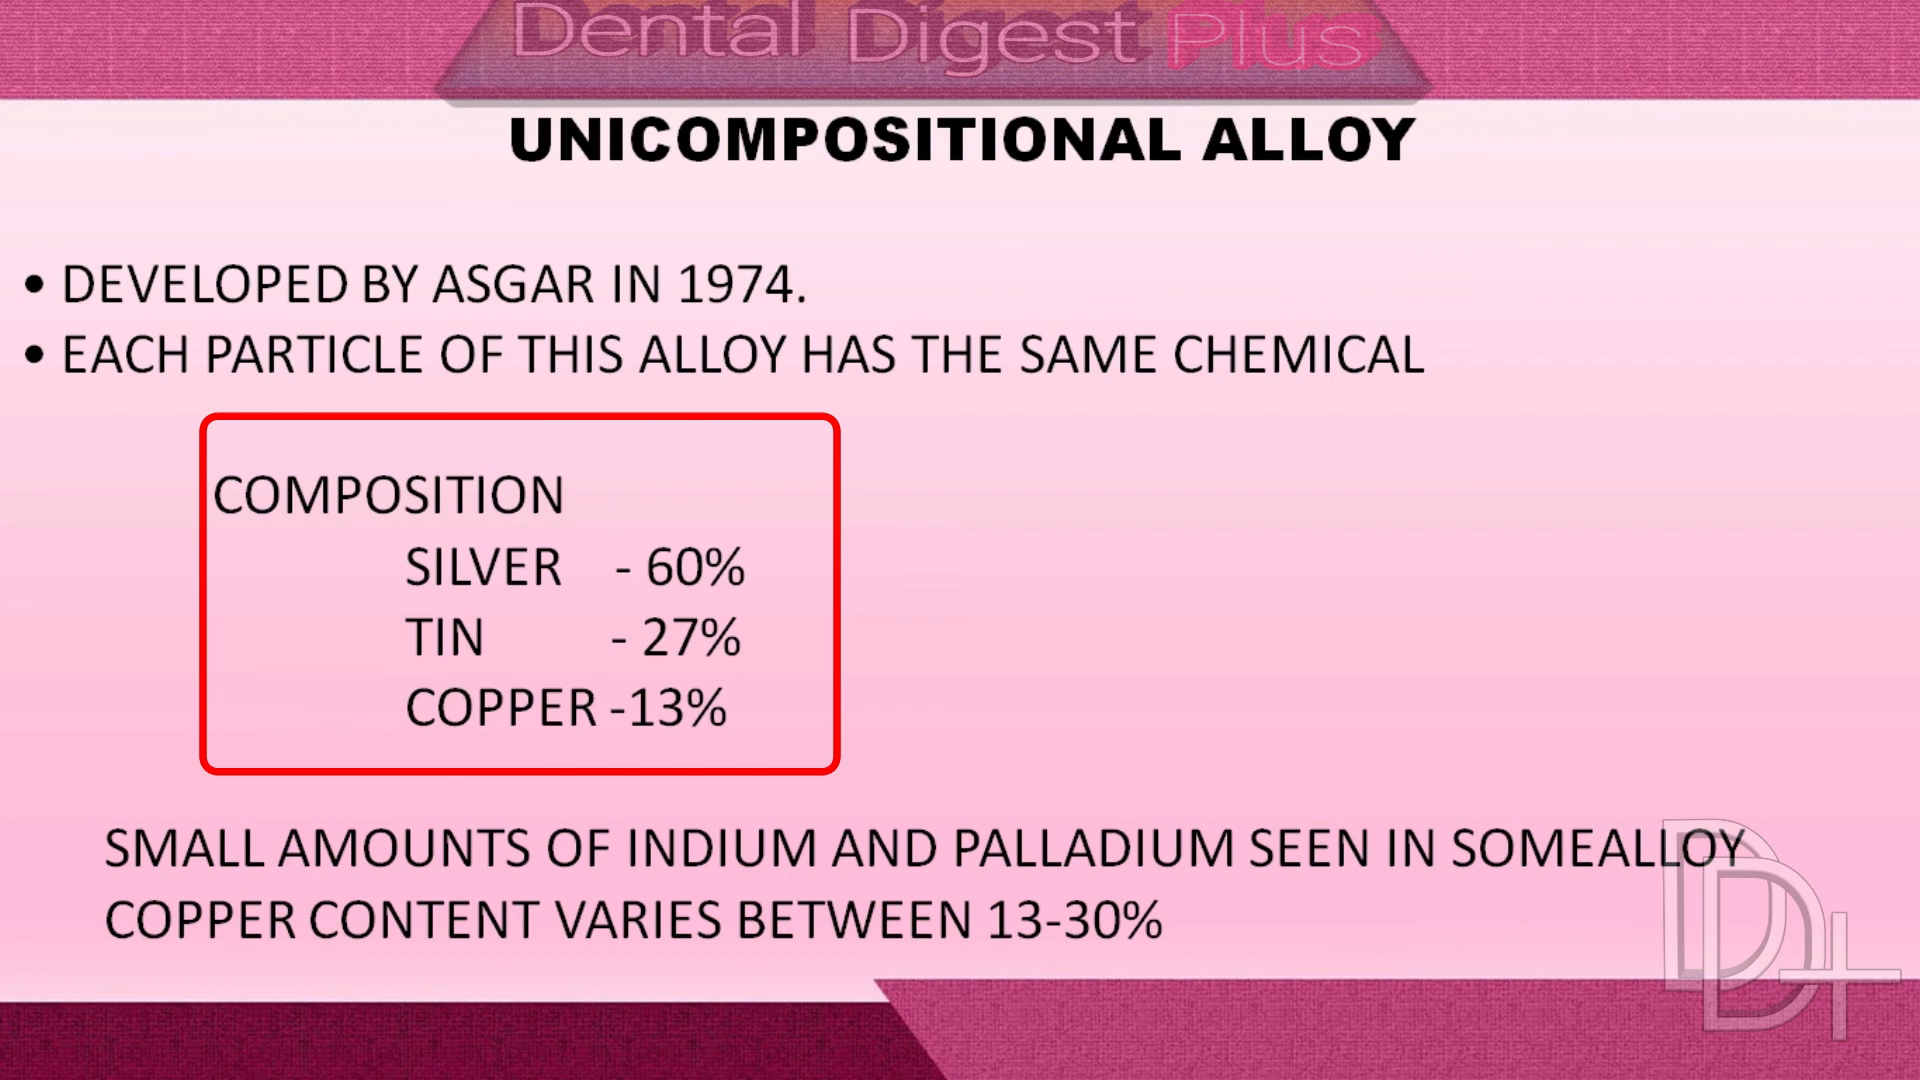 Dental Digest Plus
UNICOMPOSITIONAL ALLOY
• DEVELOPED BY ASGAR IN 1974.
• EACH PARTICLE OF THIS ALLOY HAS THE SAME CHEMICAL
COMPOSITION
SILVER - 60%
TIN - 27%
COPPER -13%
SMALL AMOUNTS OF INDIUM AND PALLADIUM SEEN IN SOMEALLOY
COPPER CONTENT VARIES BETWEEN 13-30%
DD+